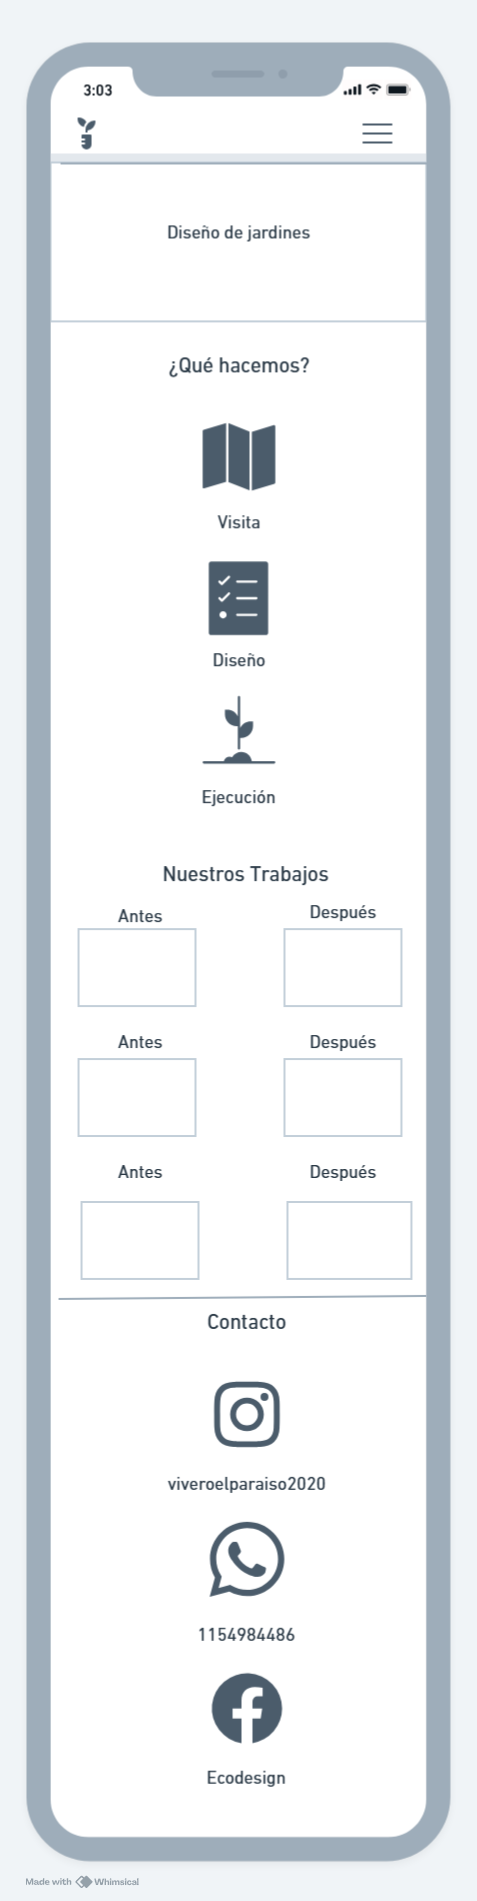 3:03
Diseño de jardines
¿Qué hacemos?
Visita
Diseño
Ejecución
Nuestros Trabajos
Antes
Después
Antes
Después
Antes
Después
Contacto
viveroelparaiso2020
1154984486
Ecodesign
Made with Whimsical